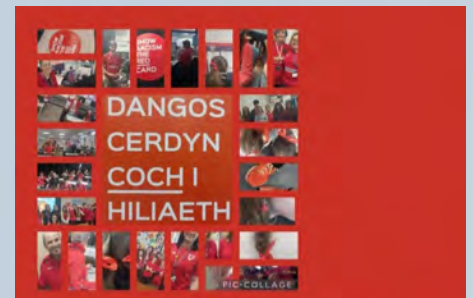 SHOW
RACISM
THE
RED
CARD
DANGOS
CERDYN
COCH I
HILIAETH
PIC•COLLAGE